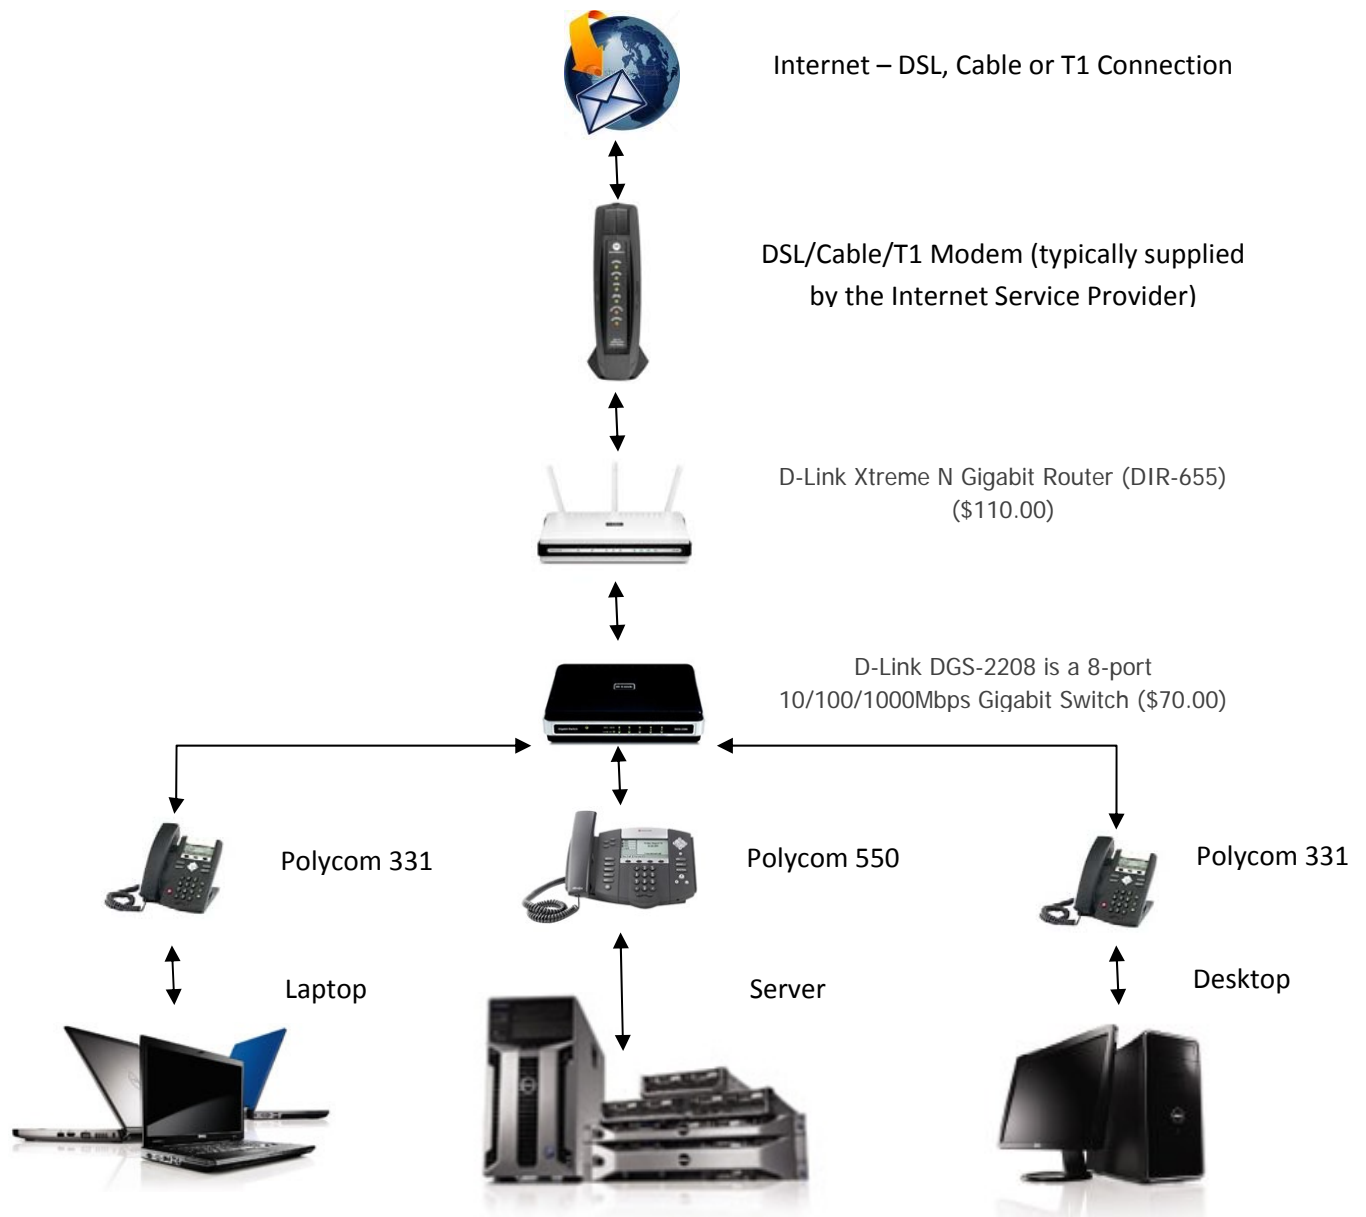 Internet – DSL, Cable or T1 Connection
DSL/Cable/T1 Modem (typically supplied
by the Internet Service Provider)
D-Link Xtreme N Gigabit Router (DIR-655)
($110.00)
D-Link DGS-2208 is a 8-port
10/100/1000Mbps Gigabit Switch ($70.00)
Polycom 331
Polycom 550
Polycom 331
Laptop
Server
Desktop